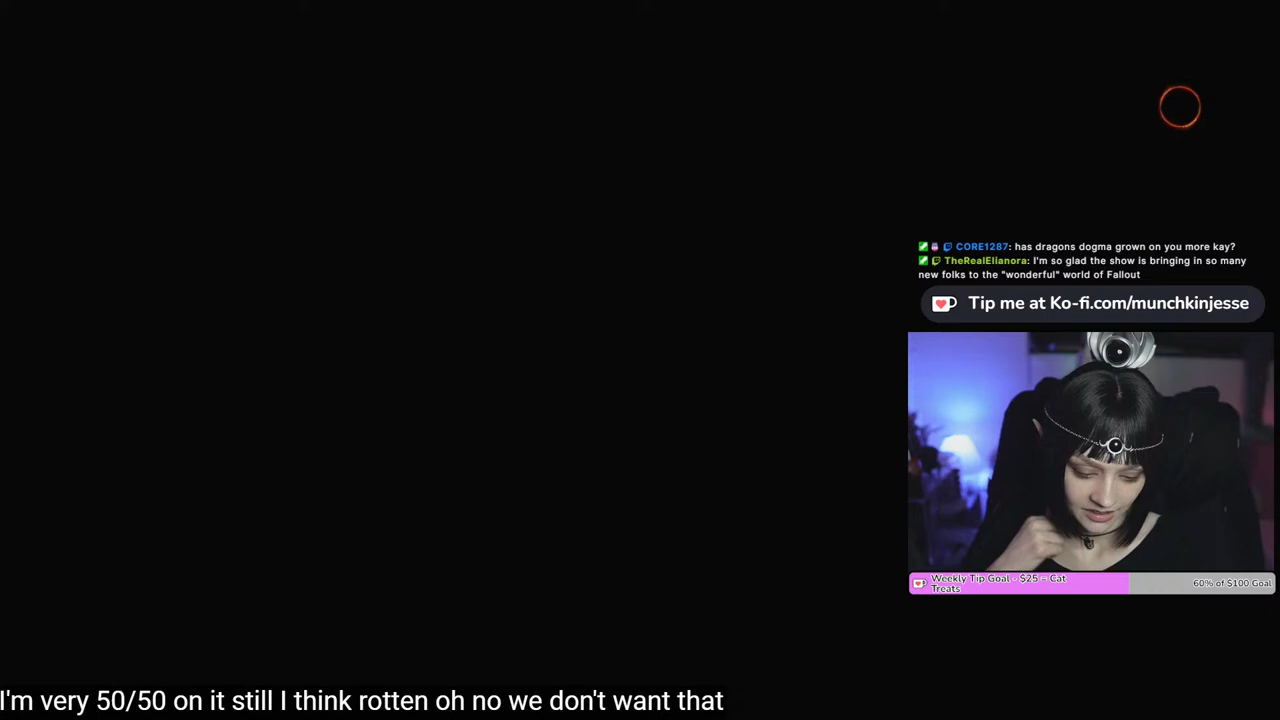 CORE1287: has dragons dogma grown on you more kay?
TheRealElianora: I'm so glad the show is bringing in so many
new folks to the "wonderful" world of Fallout
Tip me at Ko-fi.com/munchkinjesse
Weekly Tip Goal - $25 = Cat
Treats
60% of $100 Goal
I'm very 50/50 on it still I think rotten oh no we don't want that